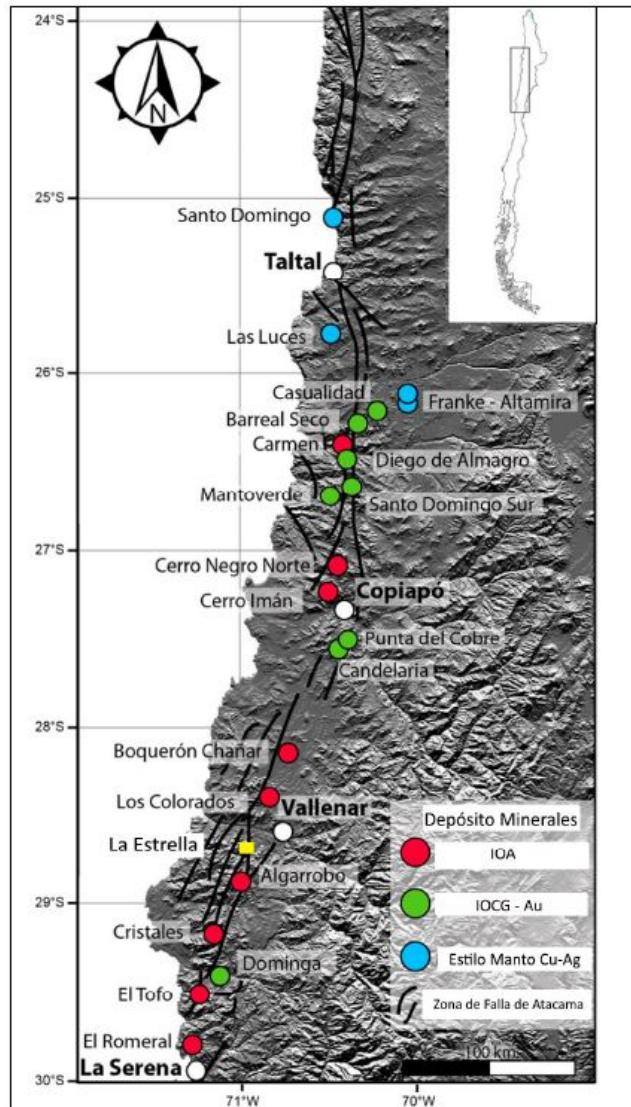 24°S
N
25°S
Santo Domingo
Taltal
Las Luces
26°S
Casualidad
Franke - Altamira
Barreal Seco
Carmen
Diego de Almagro
Mantoverde
Santo Domingo Sur
27°S
Cerro Negro Norte
Cerro Imán
Copiapó
Punta del Cobre
Candelaria
28°S
Boquerón Chañar
Los Colorados
Vallenar
La Estrella
Algarrobo
29°S
Cristales
Dominga
El Tofo
El Romeral
La Serena
30°S
71°W
70°W
Depósito Minerales
IOA
IOCG - Au
Estilo Manto Cu-Ag
Zona de Falla de Atacama
100 km